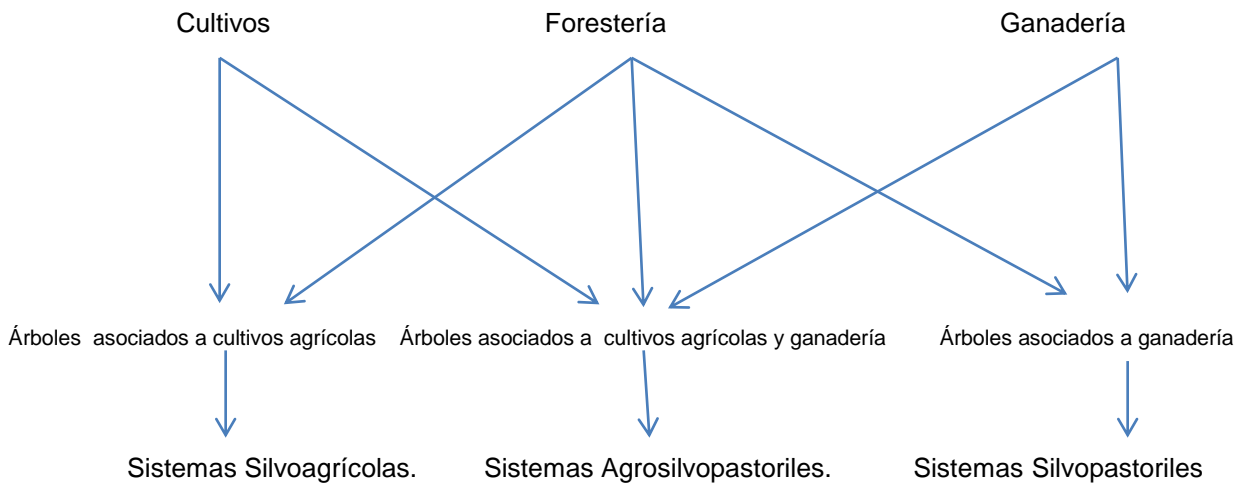 Cultivos Forestería Ganadería
Árboles asociados a cultivos agrícolas Árboles asociados a cultivos agrícolas y ganadería Árboles asociados a ganadería
Sistemas Silvoagrícolas. Sistemas Agrosilvopastoriles. Sistemas Silvopastoriles